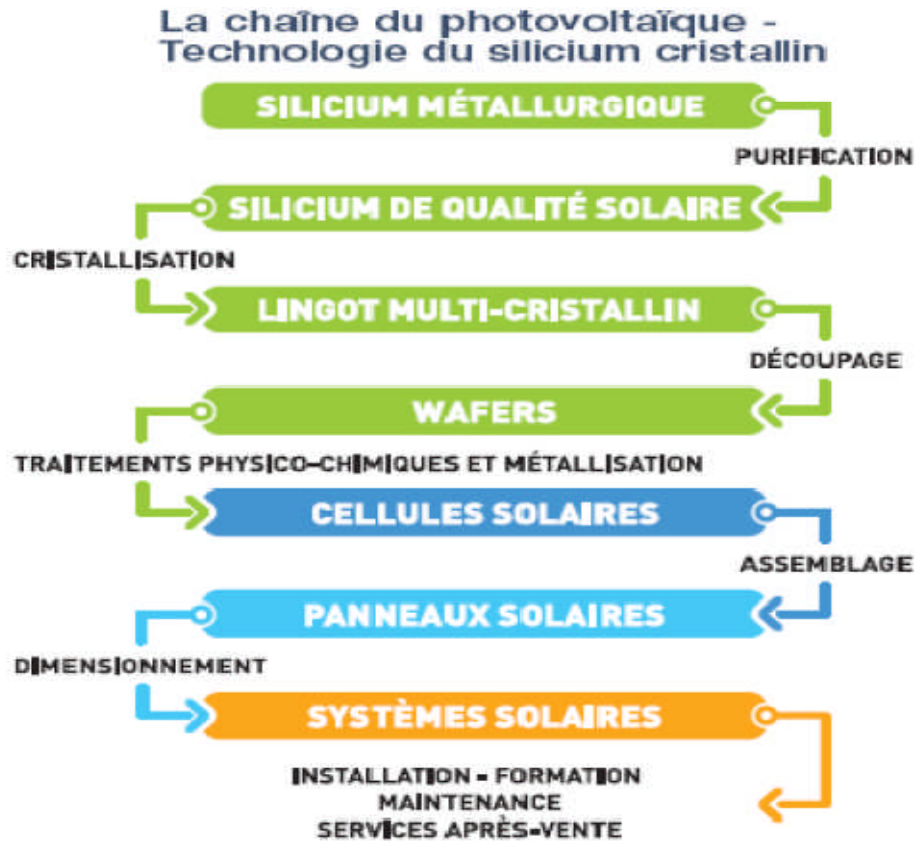 La chaîne du photovoltaïque -
Technologie du silicium cristallin
SILICIUM MÉTALLURGIQUE
PURIFICATION
SILICIUM DE QUALITÉ SOLAIRE
CRISTALLISATION
LINGOT MULTI-CRISTALLIN
DÉCOUPAGE
WAFERS
TRAITEMENTS PHYSICO-CHIMIQUES ET MÉTALLISATION
CELLULES SOLAIRES
ASSEMBLAGE
PANNEAUX SOLAIRES
DIMENSIONNEMENT
SYSTÈMES SOLAIRES
INSTALLATION - FORMATION
MAINTENANCE
SERVICES APRÈS-VENTE